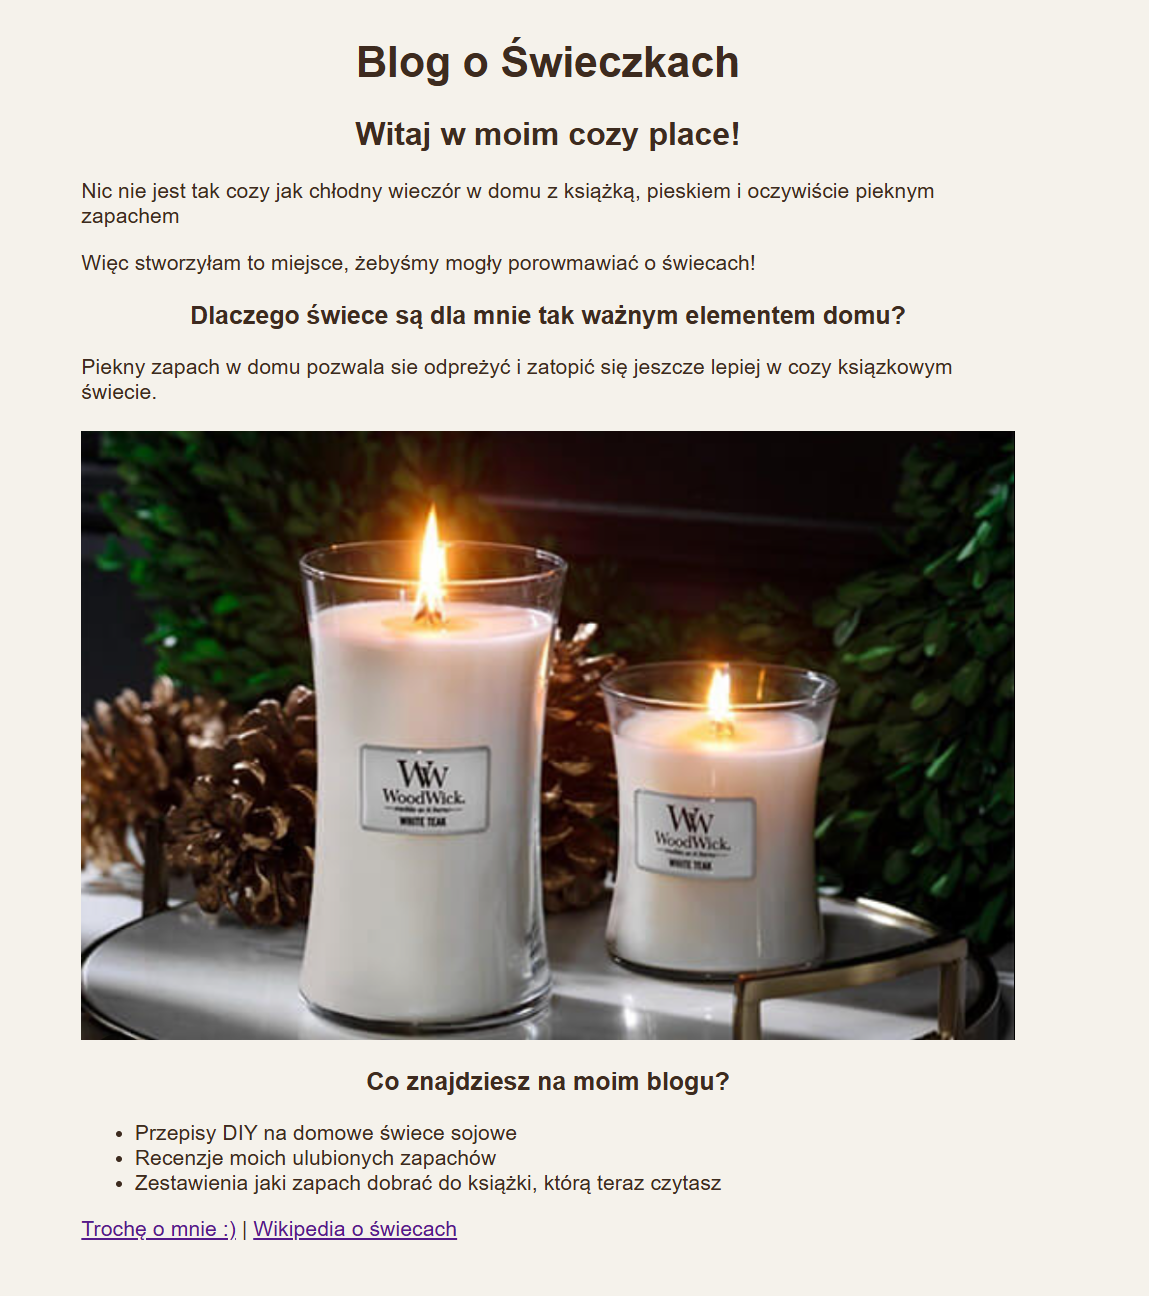 Blog o Świeczkach
Witaj w moim cozy place!
Nic nie jest tak cozy jak chłodny wieczór w domu z książką, pieskiem i oczywiście pieknym
zapachem
Więc stworzyłam to miejsce, żebyśmy mogły porowmawiać o świecach!
Dlaczego świece są dla mnie tak ważnym elementem domu?
Piekny zapach w domu pozwala sie odpreżyć i zatopić się jeszcze lepiej w cozy ksiązkowym
świecie.
WW
WoodWick.
WHITE TEAK
WW
WoodWick.
WHITE TEAK
Co znajdziesz na moim blogu?
• Przepisy DIY na domowe świece sojowe
• Recenzje moich ulubionych zapachów
• Zestawienia jaki zapach dobrać do książki, którą teraz czytasz
Trochę o mnie :) | Wikipedia o świecach